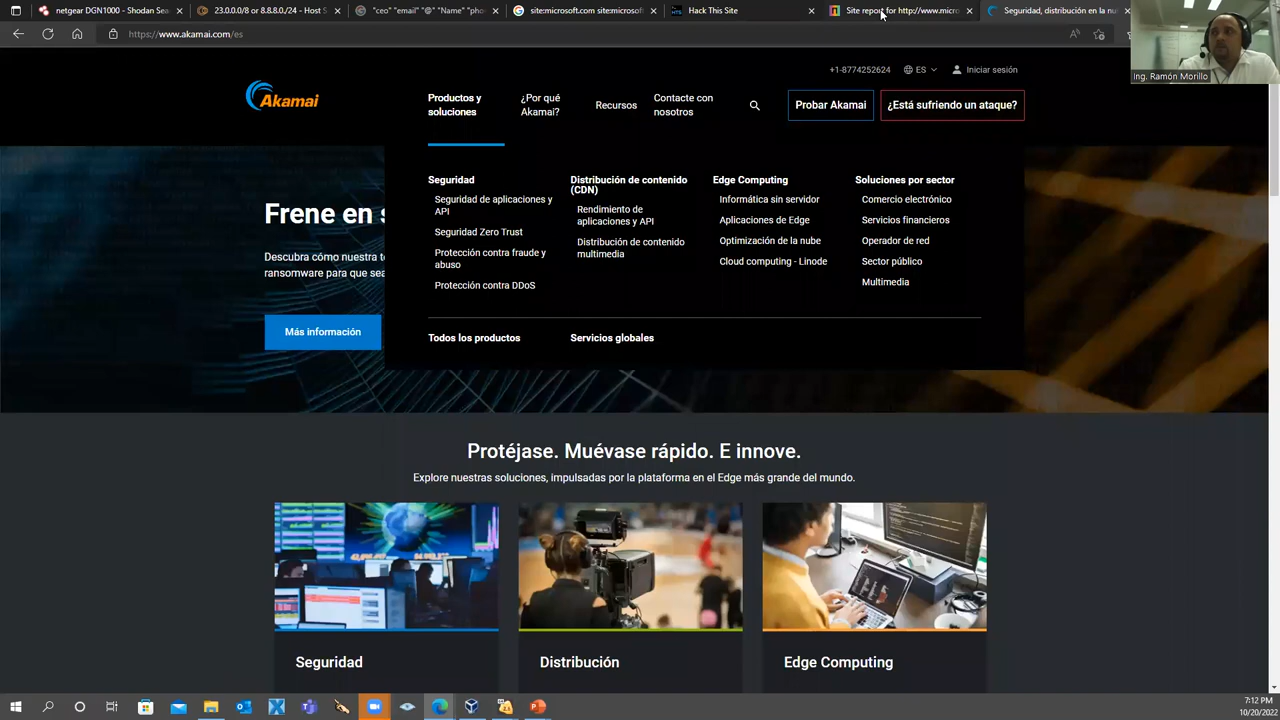 netgear DGN1000 - Shodan Sea
23.0.0.0/8 or 8.8.8.0/24 - Host S
"ceo" "email" "@" "Name" "pho
site:microsoft.com site:microsof
Hack This Site
Site report for http://www.micro
Seguridad, distribución en la nu
https://www.akamai.com/es
Ing. Ramón Morillo
+1-8774252624
ES
Iniciar sesión
Akamai
Productos y
soluciones
¿Por qué
Akamai?
Recursos
Contacte con
nosotros
Probar Akamai
¿Está sufriendo un ataque?
Seguridad
Seguridad de aplicaciones y
API
Seguridad Zero Trust
Protección contra fraude y
abuso
Protección contra DDoS
Distribución de contenido
(CDN)
Rendimiento de
aplicaciones y API
Distribución de contenido
multimedia
Edge Computing
Informática sin servidor
Aplicaciones de Edge
Optimización de la nube
Cloud computing - Linode
Soluciones por sector
Comercio electrónico
Servicios financieros
Operador de red
Sector público
Multimedia
Todos los productos
Servicios globales
Frene en s
Descubra cómo nuestra te
ransomware para que sea
Más información
Protéjase. Muévase rápido. E innove.
Explore nuestras soluciones, impulsadas por la plataforma en el Edge más grande del mundo.
Seguridad
Distribución
Edge Computing
7:12 PM
10/20/2022